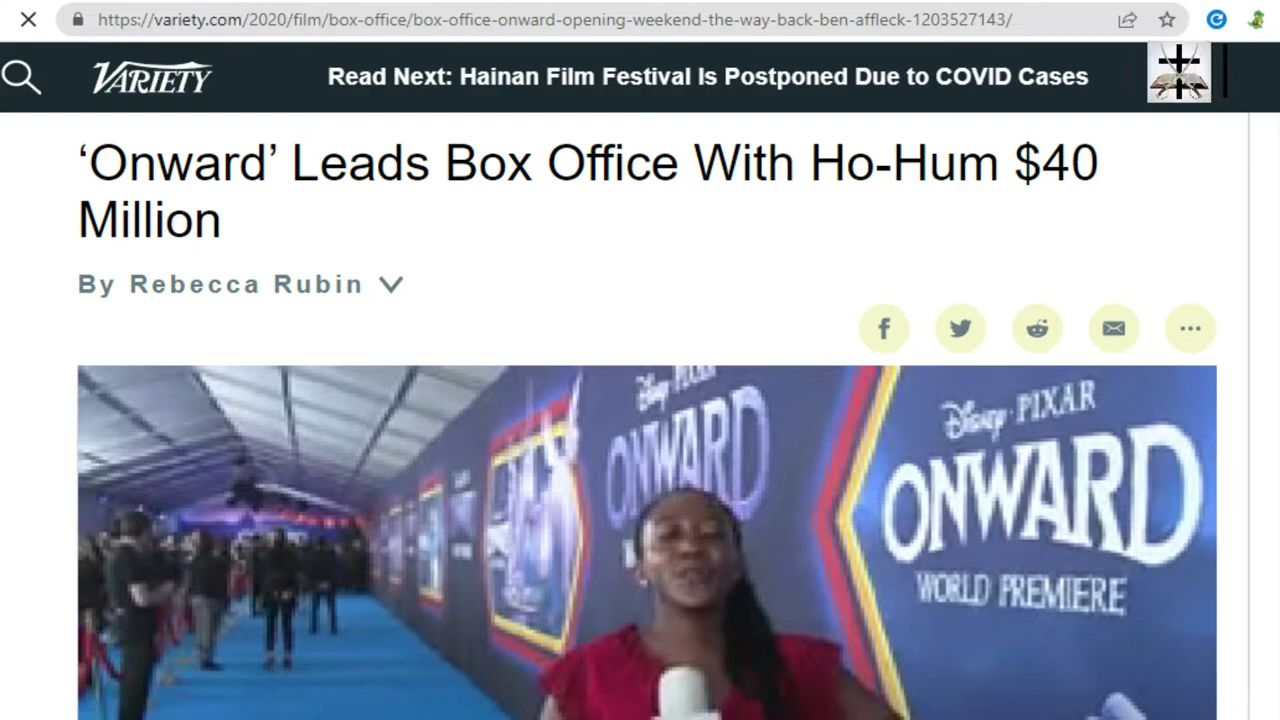 https://variety.com/2020/film/box-office/box-office-onward-opening-weekend-the-way-back-ben-affleck-1203527143/
VARIETY
Read Next: Hainan Film Festival Is Postponed Due to COVID Cases
‘Onward’ Leads Box Office With Ho-Hum $40
Million
By Rebecca Rubin
Disney PIXAR
ONWARD
Disney·PIXAR
ONWARD
WORLD PREMIERE